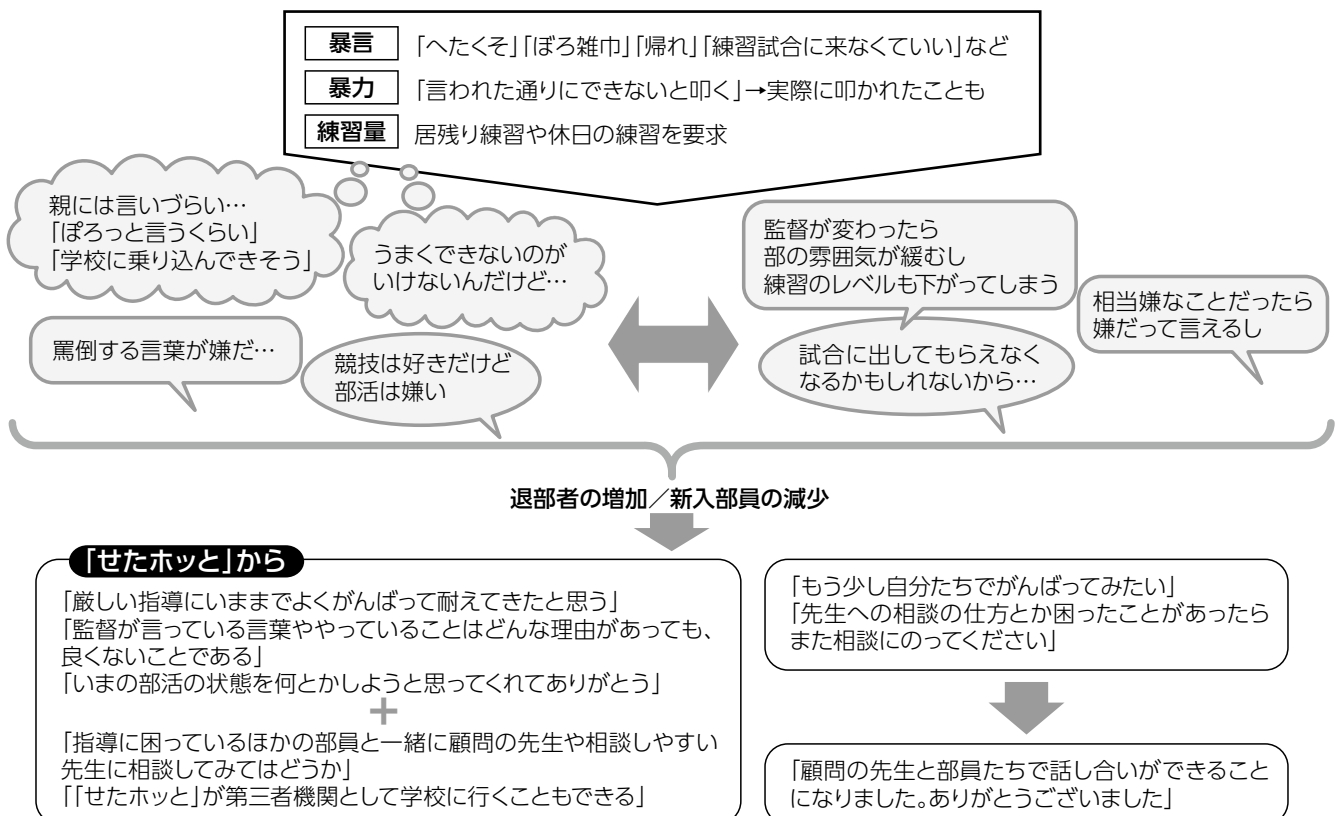 暴言 「へたくそ」「ぼろ雑巾」「帰れ」「練習試合に来なくていい」など
暴力 「言われた通りにできないと叩く」→実際に叩かれたことも
練習量 居残り練習や休日の練習を要求
親には言いづらい…
「ぽろっと言うくらい」
「学校に乗り込んできそう」
うまくできないのが
いけないんだけど…
罵倒する言葉が嫌だ…
競技は好きだけど
部活は嫌い
監督が変わったら
部の雰囲気が緩むし
練習のレベルも下がってしまう
相当嫌なことだったら
嫌だって言えるし
試合に出してもらえなく
なるかもしれないから…
退部者の増加／新入部員の減少
「せたホッと」から
「厳しい指導にいままでよくがんばって耐えてきたと思う」
「監督が言っている言葉ややっていることはどんな理由があっても、
良くないことである」
「いまの部活の状態を何とかしようと思ってくれてありがとう」
+
「指導に困っているほかの部員と一緒に顧問の先生や相談しやすい
先生に相談してみてはどうか」
「「せたホッと」が第三者機関として学校に行くこともできる」
「もう少し自分たちでがんばってみたい」
「先生への相談の仕方とか困ったことがあったら
また相談にのってください」
「顧問の先生と部員たちで話し合いができること
になりました。ありがとうございました」